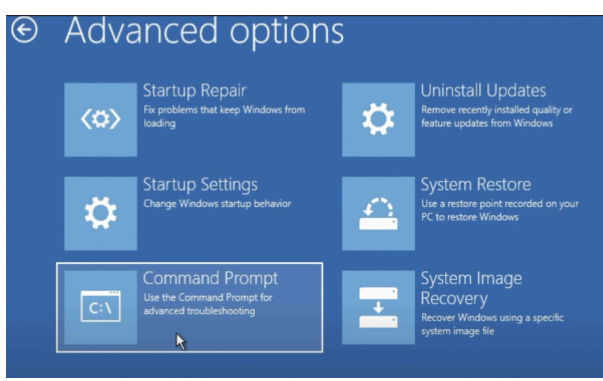 Advanced options
Startup Repair
Fix problems that keep Windows from
loading
Uninstall Updates
Remove recently installed quality or
feature updates from Windows
Startup Settings
Change Windows startup behavior
System Restore
Use a restore point recorded on your
PC to restore Windows
C:\
Command Prompt
Use the Command Prompt for
advanced troubleshooting
System Image
Recovery
Recover Windows using a specific
system image file